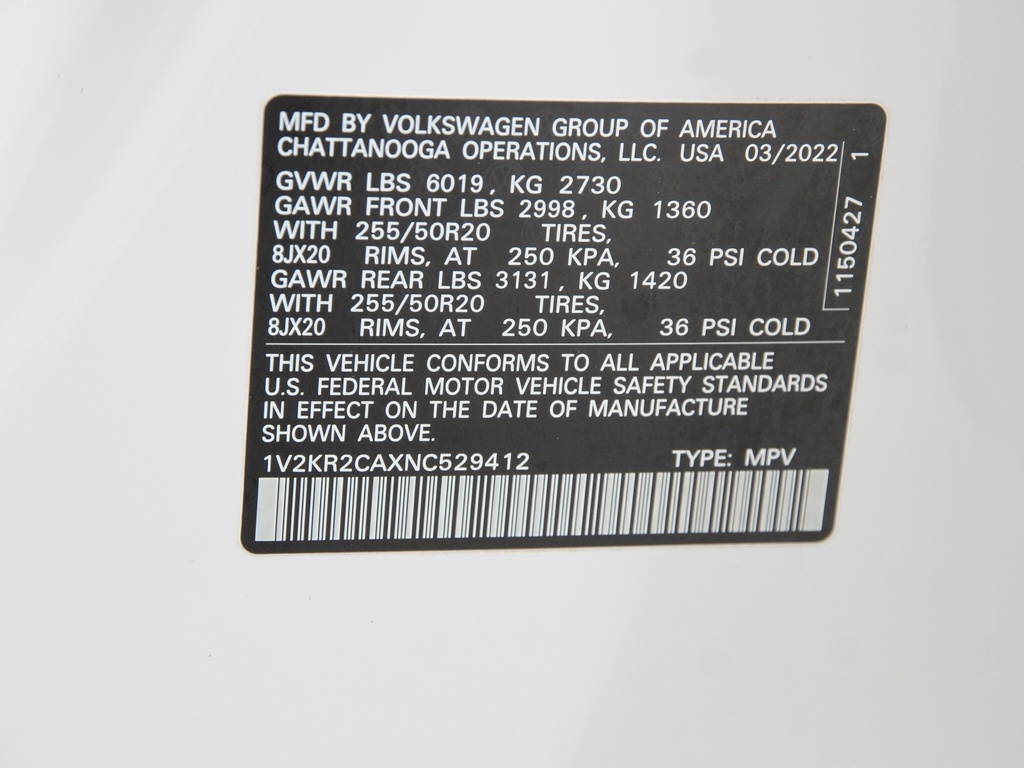 MFD BY VOLKSWAGEN GROUP OF AMERICA
CHATTANOOGA OPERATIONS, LLC. USA 03/2022
GVWR LBS 6019, KG 2730
GAWR FRONT LBS 2998, KG 1360
WITH 255/50R20 TIRES,
8JX20 RIMS, AT 250 KPA, 36 PSI COLD
GAWR REAR LBS 3131, KG 1420
WITH 255/50R20 TIRES,
8JX20 RIMS, AT 250 KPA, 36 PSI COLD
1150427 1
THIS VEHICLE CONFORMS TO ALL APPLICABLE
U.S. FEDERAL MOTOR VEHICLE SAFETY STANDARDS
IN EFFECT ON THE DATE OF MANUFACTURE
SHOWN ABOVE.
1V2KR2CAXNC529412 TYPE: MPV